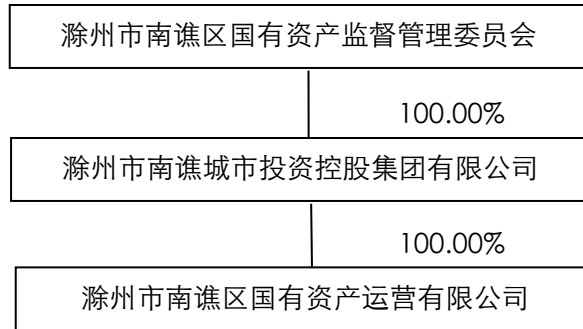 滁州市南谯区国有资产监督管理委员会
100.00%
滁州市南谯城市投资控股集团有限公司
100.00%
滁州市南谯区国有资产运营有限公司